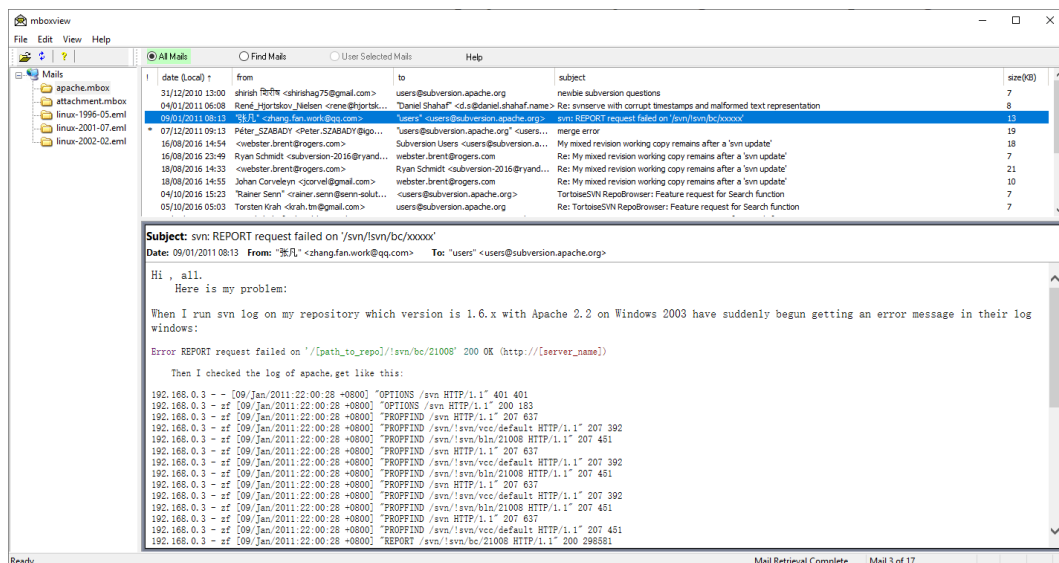 mboxview
File Edit View Help
All Mails Find Mails User Selected Mails Help
Mails
apache.mbox
attachment.mbox
linux-1996-05.eml
linux-2001-07.eml
linux-2002-02.eml
! date (Local) ↑ from to subject size(KB)
31/12/2010 13:00 shirish शिरीष <shirishag75@gmail.com> users@subversion.apache.org newbie subversion questions 7
04/01/2011 06:08 René_Hjortskov_Nielsen <rene@hjortsk... "Daniel Shahaf" <d.s@daniel.shahaf.name> Re: svnserve with corrupt timestamps and malformed text representation 8
09/01/2011 08:13 "张凡" <zhang.fan.work@qq.com> "users" <users@subversion.apache.org> svn: REPORT request failed on '/svn/!svn/bc/xxxxx' 13
* 07/12/2011 09:13 Péter_SZABADY <Peter.SZABADY@igo... "users@subversion.apache.org" <users... merge error 19
16/08/2016 14:54 <webster.brent@rogers.com> Subversion Users <users@subversion.a... My mixed revision working copy remains after a 'svn update' 18
16/08/2016 23:49 Ryan Schmidt <subversion-2016@ryand... webster.brent@rogers.com Re: My mixed revision working copy remains after a 'svn update' 7
18/08/2016 14:33 <webster.brent@rogers.com> Ryan Schmidt <subversion-2016@ryand... Re: My mixed revision working copy remains after a 'svn update' 21
18/08/2016 14:55 Johan Corveleyn <jcorvel@gmail.com> webster.brent@rogers.com Re: My mixed revision working copy remains after a 'svn update' 10
04/10/2016 15:23 "Rainer Senn" <rainer.senn@senn-solut... <users@subversion.apache.org> TortoiseSVN RepoBrowser: Feature request for Search function 7
05/10/2016 05:03 Torsten Krah <krah.tm@gmail.com> users@subversion.apache.org Re: TortoiseSVN RepoBrowser: Feature request for Search function 7
Subject: svn: REPORT request failed on '/svn/!svn/bc/xxxxx'
Date: 09/01/2011 08:13 From: "张凡" <zhang.fan.work@qq.com> To: "users" <users@subversion.apache.org>
Hi , all.
Here is my problem:
When I run svn log on my repository which version is 1.6.x with Apache 2.2 on Windows 2003 have suddenly begun getting an error message in their log
windows:
Error REPORT request failed on '/[path_to_repo]/!svn/bc/21008' 200 OK (http://[server_name])
Then I checked the log of apache,get like this:
192.168.0.3 - - [09/Jan/2011:22:00:28 +0800] "OPTIONS /svn HTTP/1.1" 401 401
192.168.0.3 - zf [09/Jan/2011:22:00:28 +0800] "OPTIONS /svn HTTP/1.1" 200 183
192.168.0.3 - zf [09/Jan/2011:22:00:28 +0800] "PROPFIND /svn HTTP/1.1" 207 637
192.168.0.3 - zf [09/Jan/2011:22:00:28 +0800] "PROPFIND /svn/!svn/vcc/default HTTP/1.1" 207 392
192.168.0.3 - zf [09/Jan/2011:22:00:28 +0800] "PROPFIND /svn/!svn/bln/21008 HTTP/1.1" 207 451
192.168.0.3 - zf [09/Jan/2011:22:00:28 +0800] "PROPFIND /svn HTTP/1.1" 207 637
192.168.0.3 - zf [09/Jan/2011:22:00:28 +0800] "PROPFIND /svn/!svn/vcc/default HTTP/1.1" 207 392
192.168.0.3 - zf [09/Jan/2011:22:00:28 +0800] "PROPFIND /svn/!svn/bln/21008 HTTP/1.1" 207 451
192.168.0.3 - zf [09/Jan/2011:22:00:28 +0800] "PROPFIND /svn HTTP/1.1" 207 637
192.168.0.3 - zf [09/Jan/2011:22:00:28 +0800] "PROPFIND /svn/!svn/vcc/default HTTP/1.1" 207 392
192.168.0.3 - zf [09/Jan/2011:22:00:28 +0800] "PROPFIND /svn/!svn/bln/21008 HTTP/1.1" 207 451
192.168.0.3 - zf [09/Jan/2011:22:00:28 +0800] "PROPFIND /svn HTTP/1.1" 207 637
192.168.0.3 - zf [09/Jan/2011:22:00:28 +0800] "PROPFIND /svn/!svn/vcc/default HTTP/1.1" 207 451
192.168.0.3 - zf [09/Jan/2011:22:00:28 +0800] "REPORT /svn/!svn/bc/21008 HTTP/1.1" 200 298581
Ready Mail Retrieval Complete Mail 3 of 17